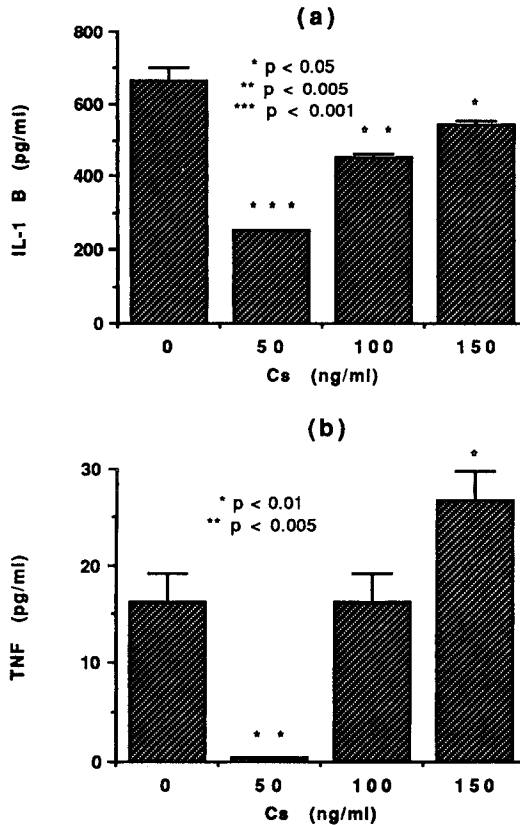 (a)
800
600
400
200
0
IL-1 B (pg/ml)
* p < 0.05
** p < 0.005
*** p < 0.001
* * *
* *
*
0 50 100 150
Cs (ng/ml)
(b)
30
20
10
0
TNF (pg/ml)
* p < 0.01
** p < 0.005
* *
*
0 50 100 150
Cs (ng/ml)